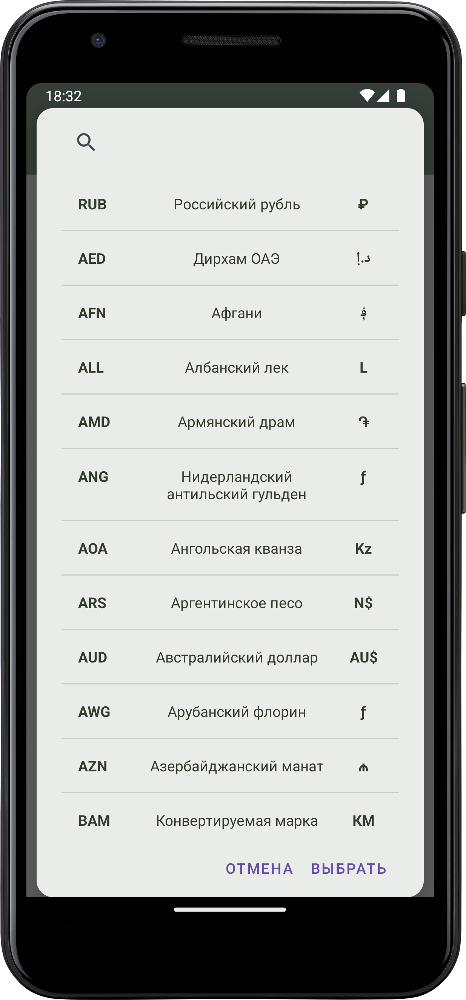 18:32
RUB Российский рубль ₽
AED Дирхам ОАЭ د.إ
AFN Афгани ؋
ALL Албанский лек L
AMD Армянский драм ֏
ANG Нидерландский ƒ
антильский гульден
AOA Ангольская кванза Kz
ARS Аргентинское песо N$
AUD Австралийский доллар AU$
AWG Арубанский флорин ƒ
AZN Азербайджанский манат ₼
BAM Конвертируемая марка KM
ОТМЕНА ВЫБРАТЬ